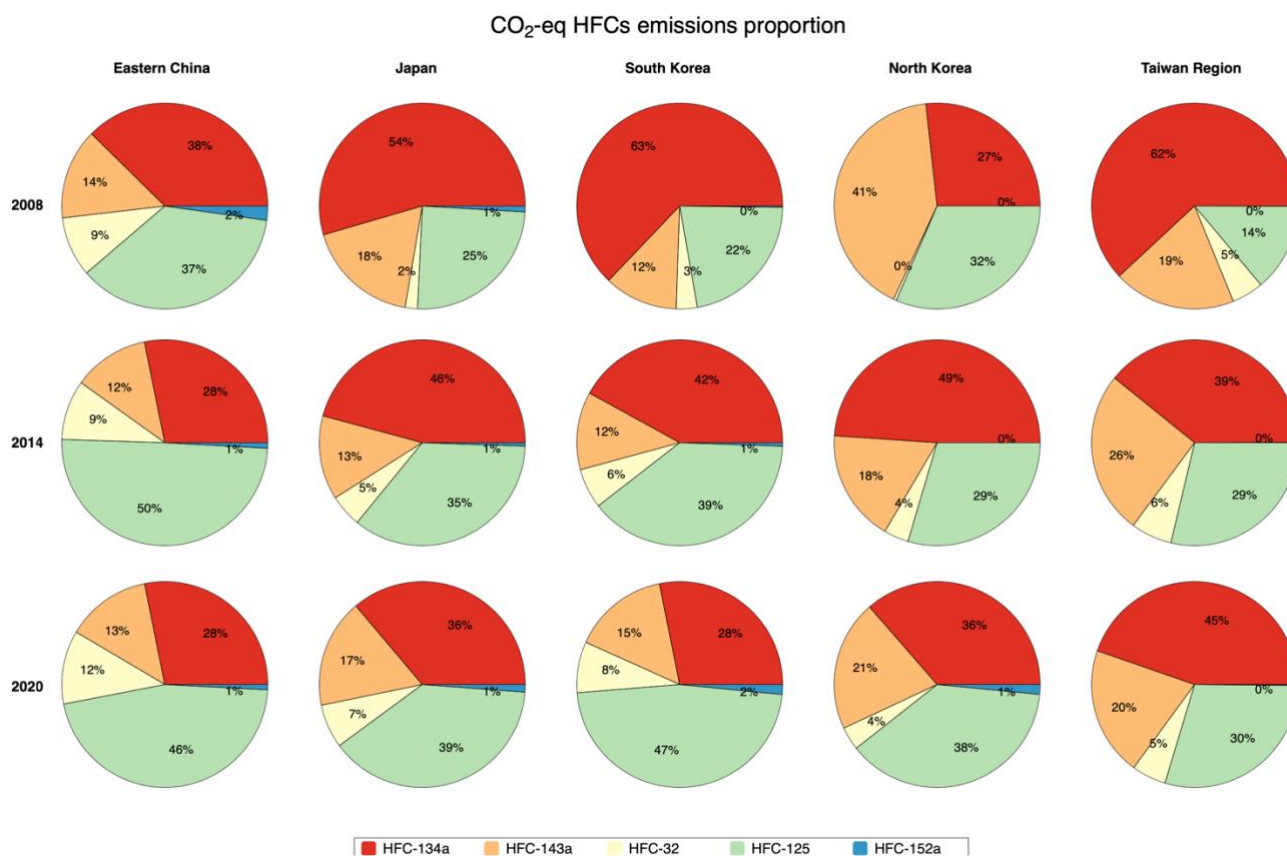 CO₂-eq HFCs emissions proportion
Eastern China Japan South Korea North Korea Taiwan Region
2008
38% 14% 9% 37% 2%
54% 18% 2% 25% 1%
63% 12% 3% 22% 0%
27% 41% 0% 32% 0%
62% 19% 5% 14% 0%
2014
28% 12% 9% 50% 1%
46% 13% 5% 35% 1%
42% 12% 6% 39% 1%
49% 18% 4% 29% 0%
39% 26% 6% 29% 0%
2020
28% 13% 12% 46% 1%
36% 17% 7% 39% 1%
28% 15% 8% 47% 2%
36% 21% 4% 38% 1%
45% 20% 5% 30% 0%
HFC-134a HFC-143a HFC-32 HFC-125 HFC-152a